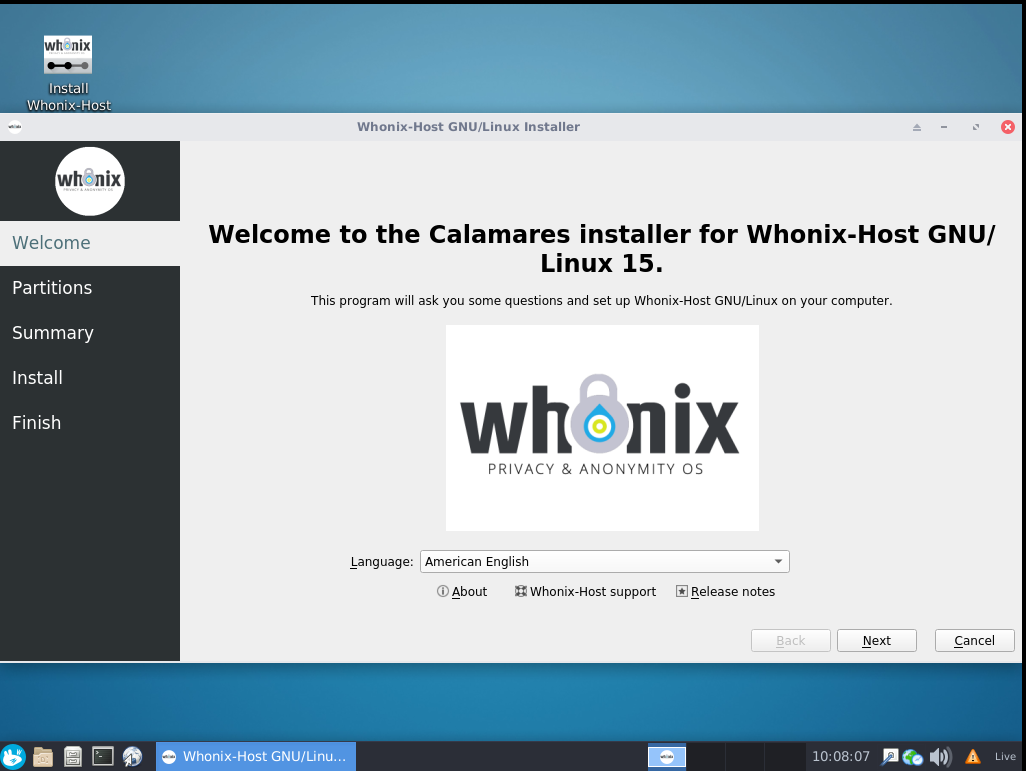 whonix
Install
Whonix-Host
Whonix-Host GNU/Linux Installer
whonix
PRIVACY & ANONYMITY OS
Welcome
Partitions
Summary
Install
Finish
Welcome to the Calamares installer for Whonix-Host GNU/
Linux 15.
This program will ask you some questions and set up Whonix-Host GNU/Linux on your computer.
whonix
PRIVACY & ANONYMITY OS
Language: American English
About Whonix-Host support Release notes
Back Next Cancel
Whonix-Host GNU/Linu... 10:08:07 Live